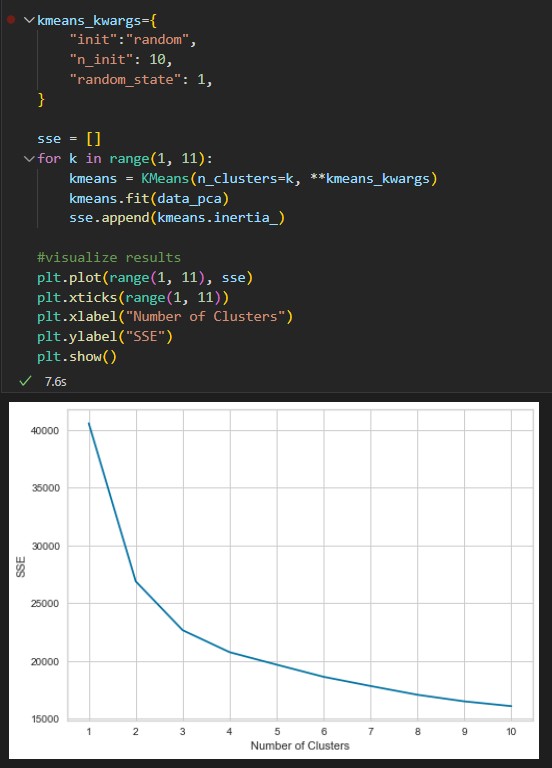 kmeans_kwargs={
    "init":"random",
    "n_init": 10,
    "random_state": 1,
}
sse = []
for k in range(1, 11):
    kmeans = KMeans(n_clusters=k, **kmeans_kwargs)
    kmeans.fit(data_pca)
    sse.append(kmeans.inertia_)
#visualize results
plt.plot(range(1, 11), sse)
plt.xticks(range(1, 11))
plt.xlabel("Number of Clusters")
plt.ylabel("SSE")
plt.show()
7.6s
40000
35000
30000
SSE
25000
20000
15000
1 2 3 4 5 6 7 8 9 10
Number of Clusters